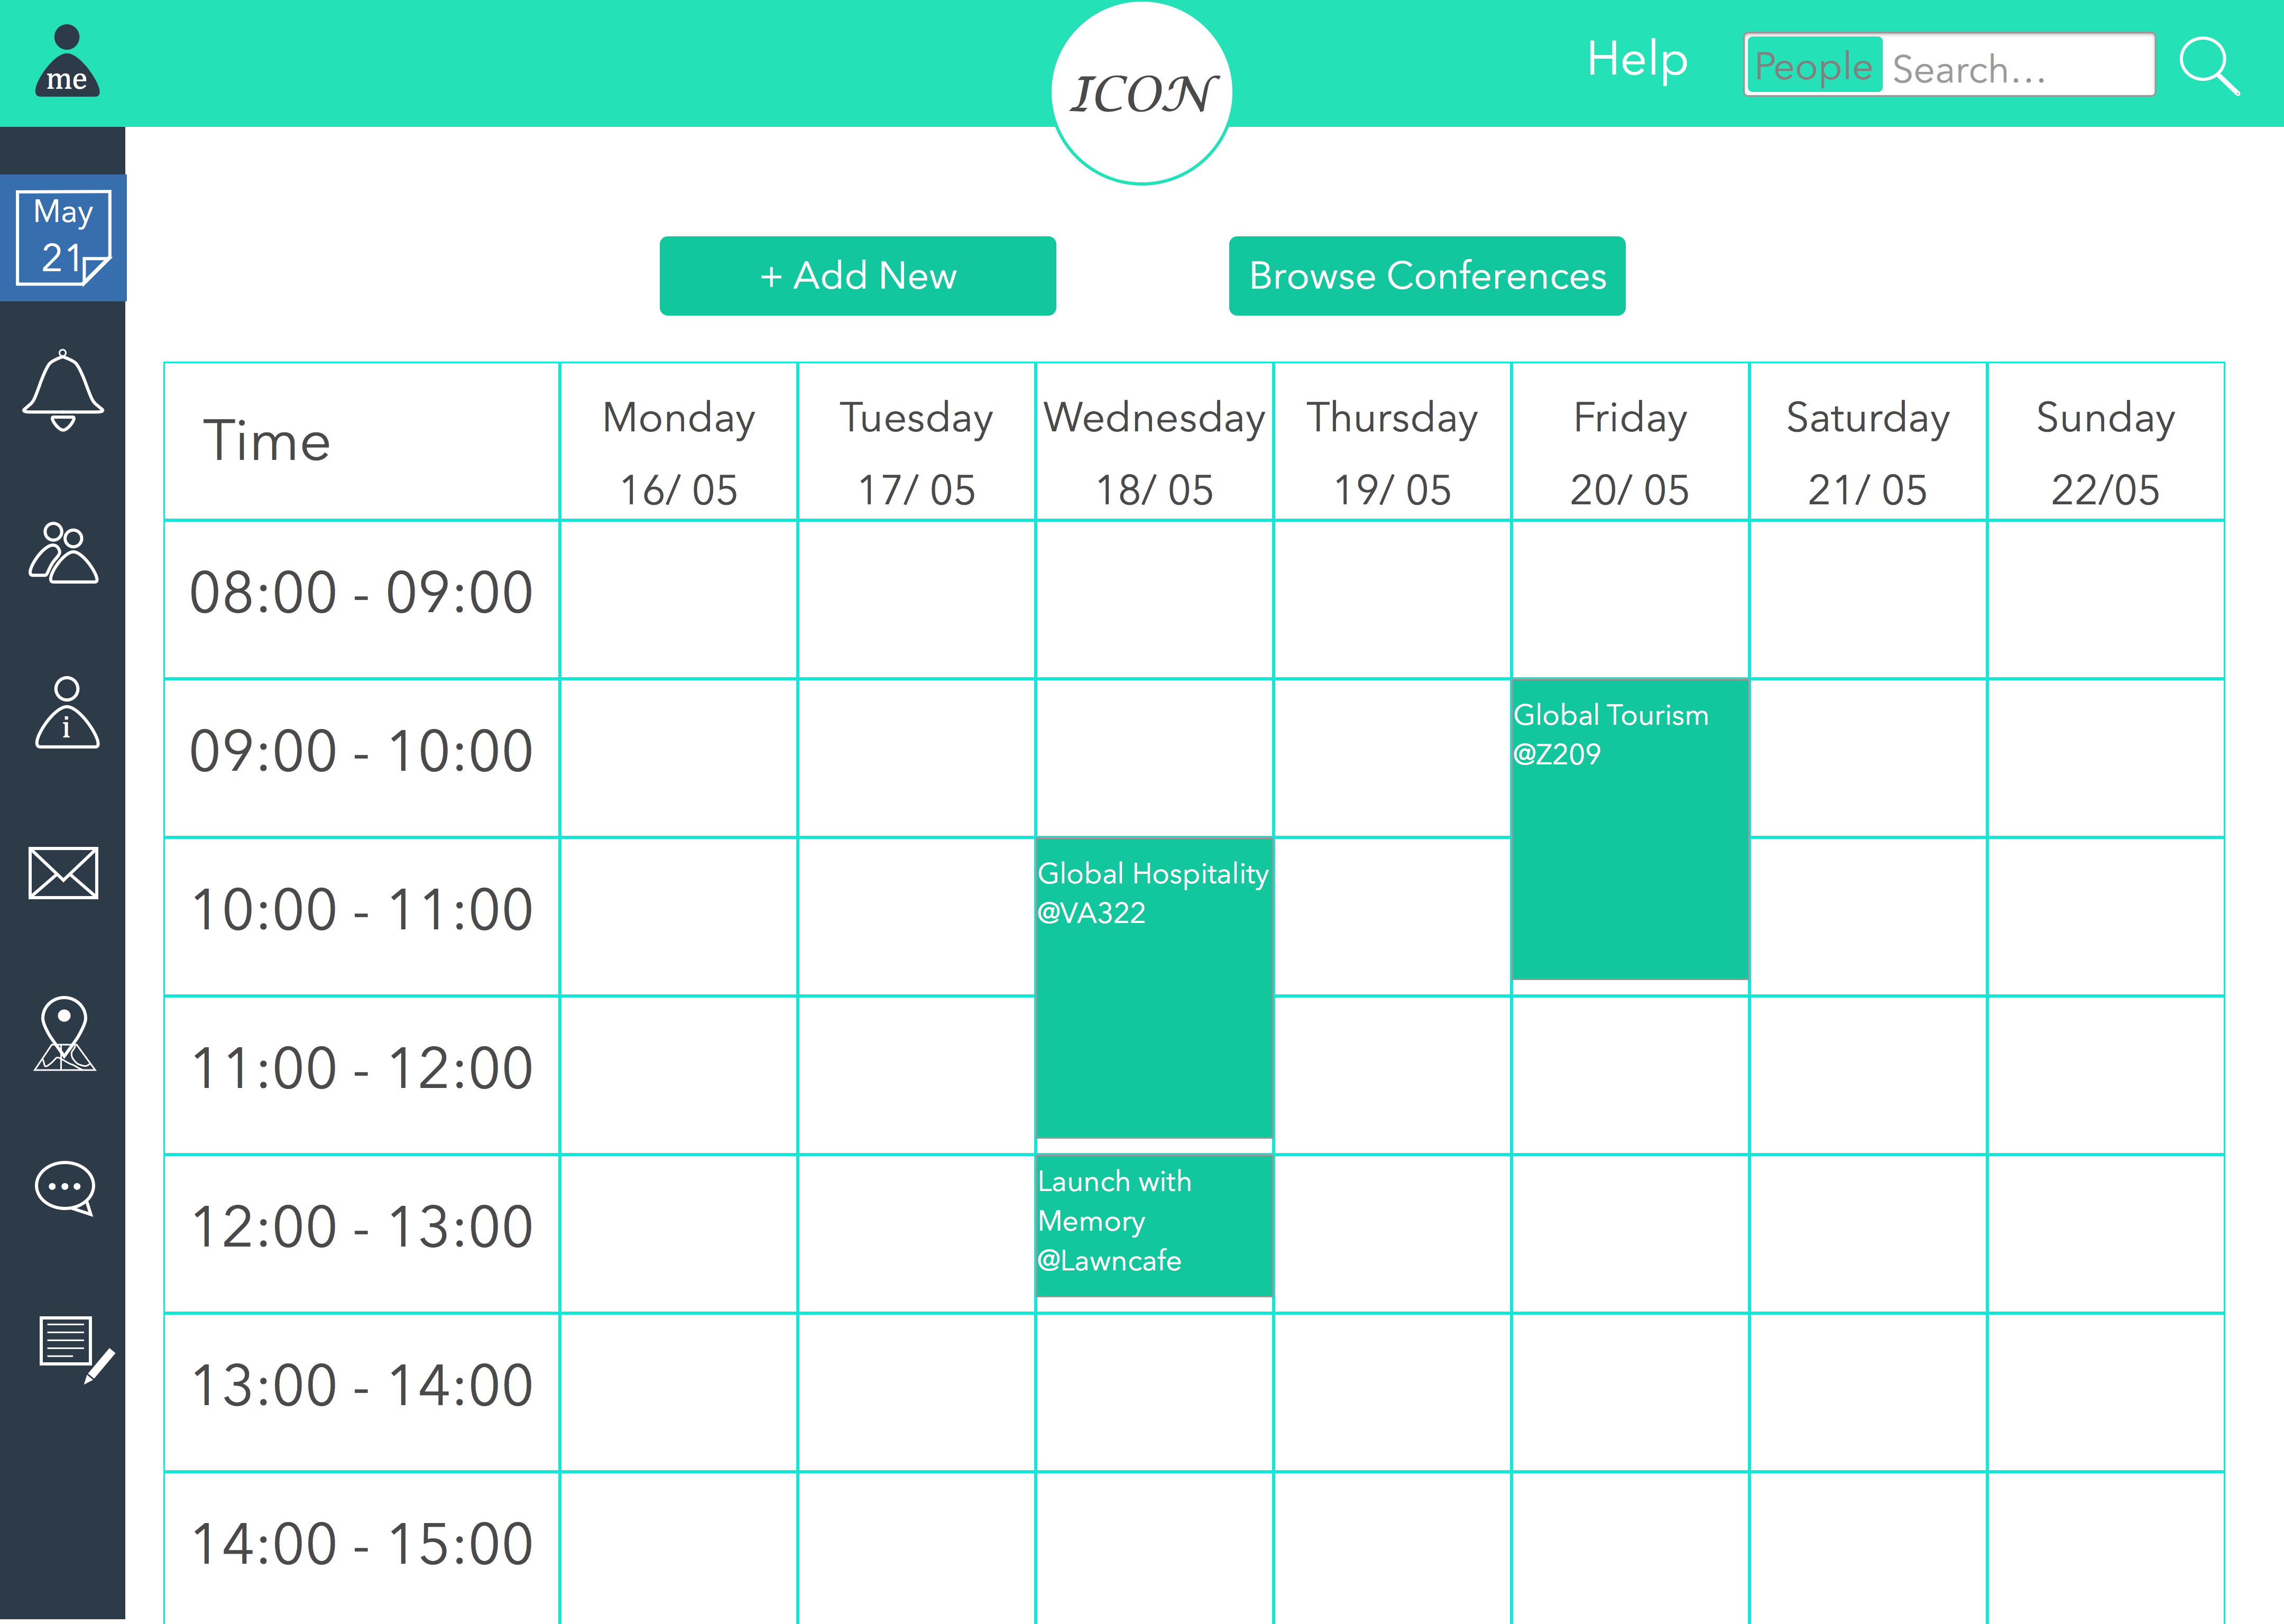 me
ICON
Help
People Search...
May
21
+ Add New
Browse Conferences
Time
Monday
16/ 05
Tuesday
17/ 05
Wednesday
18/ 05
Thursday
19/ 05
Friday
20/ 05
Saturday
21/ 05
Sunday
22/05
08:00 - 09:00
09:00 - 10:00
Global Tourism
@Z209
i
10:00 - 11:00
Global Hospitality
@VA322
11:00 - 12:00
12:00 - 13:00
Launch with
Memory
@Lawncafe
13:00 - 14:00
14:00 - 15:00